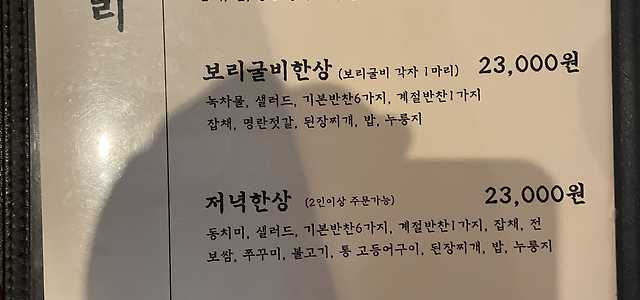 리
보리굴비한상 (보리굴비 각자 1마리) 23,000원
녹차물, 샐러드, 기본반찬6가지, 계절반찬1가지
잡채, 명란젓갈, 된장찌개, 밥, 누룽지
저녁한상 (2인이상 주문가능) 23,000원
동치미, 샐러드, 기본반찬6가지, 계절반찬1가지, 잡채, 전
보쌈, 쭈꾸미, 불고기, 통 고등어구이, 된장찌개, 밥, 누룽지